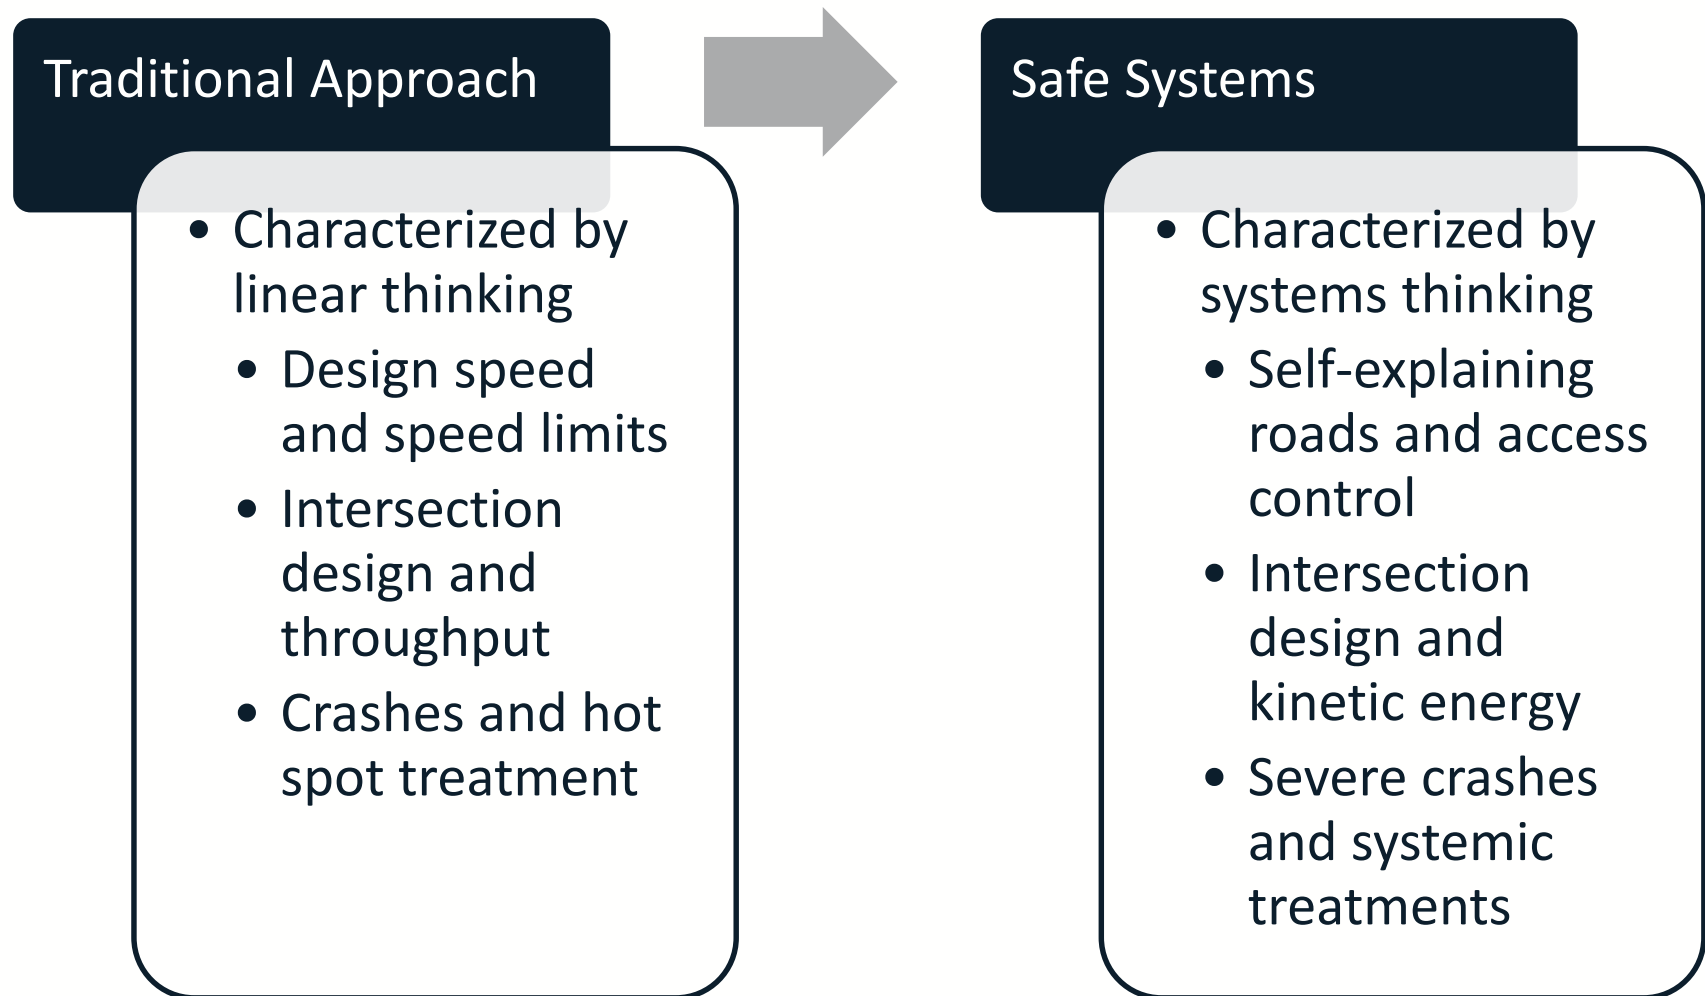 Traditional Approach
• Characterized by
linear thinking
• Design speed
and speed limits
• Intersection
design and
throughput
• Crashes and hot
spot treatment
Safe Systems
• Characterized by
systems thinking
• Self-explaining
roads and access
control
• Intersection
design and
kinetic energy
• Severe crashes
and systemic
treatments